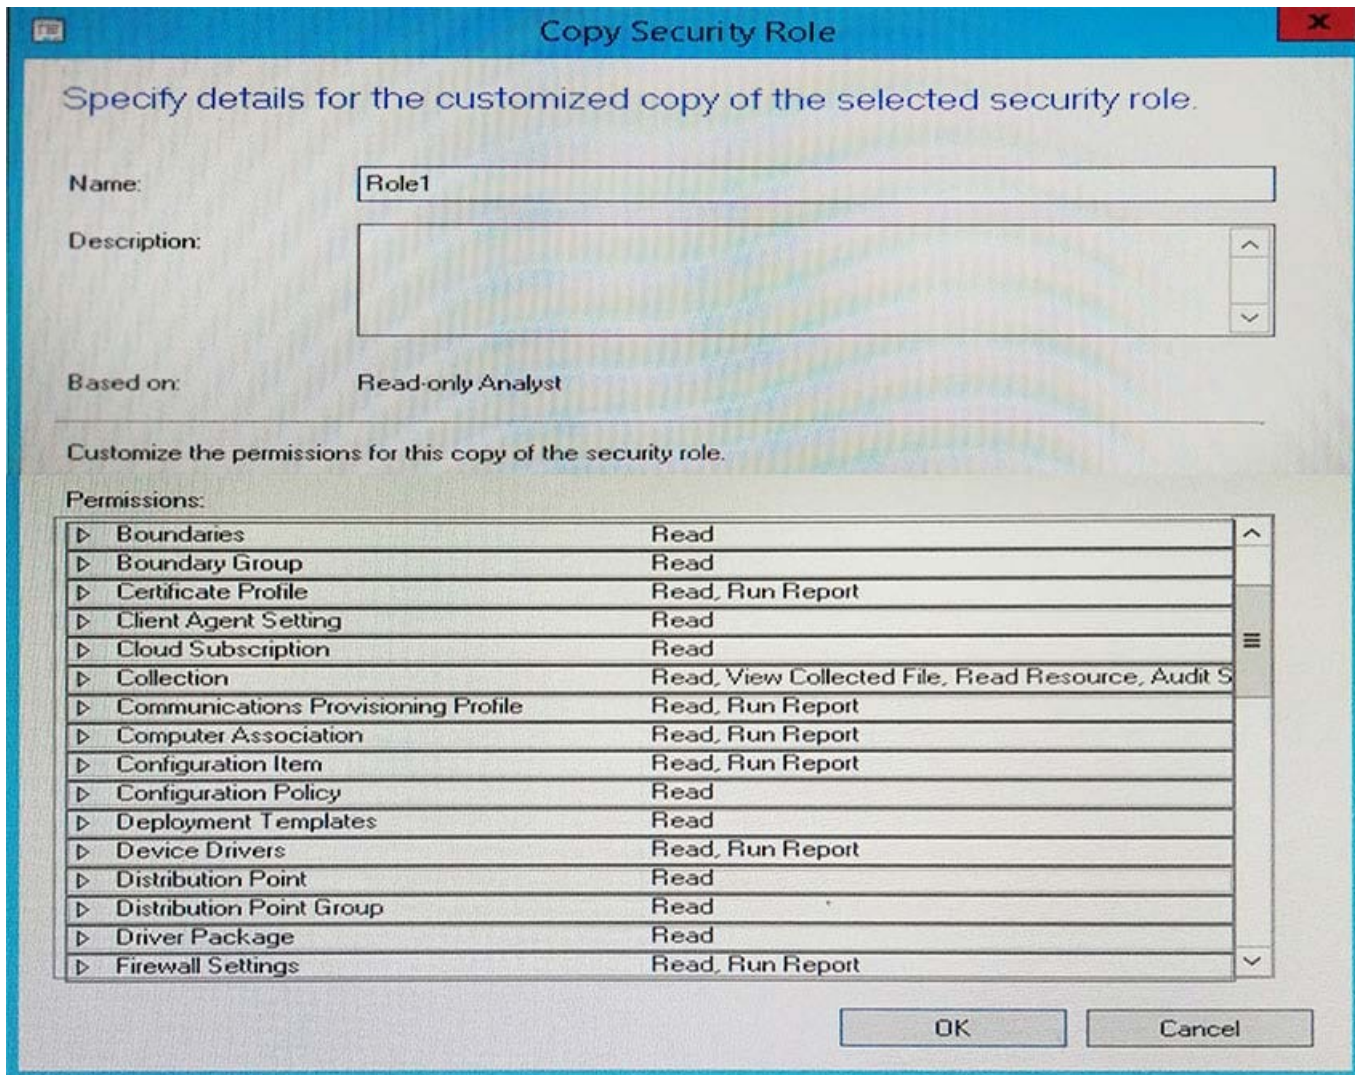 Copy Security Role
Specify details for the customized copy of the selected security role.
Name: Role1
Description:
Based on: Read-only Analyst
Customize the permissions for this copy of the security role.
Permissions:
Boundaries Read
Boundary Group Read
Certificate Profile Read, Run Report
Client Agent Setting Read
Cloud Subscription Read
Collection Read, View Collected File, Read Resource, Audit S
Communications Provisioning Profile Read, Run Report
Computer Association Read, Run Report
Configuration Item Read, Run Report
Configuration Policy Read
Deployment Templates Read
Device Drivers Read, Run Report
Distribution Point Read
Distribution Point Group Read
Driver Package Read
Firewall Settings Read, Run Report
OK Cancel